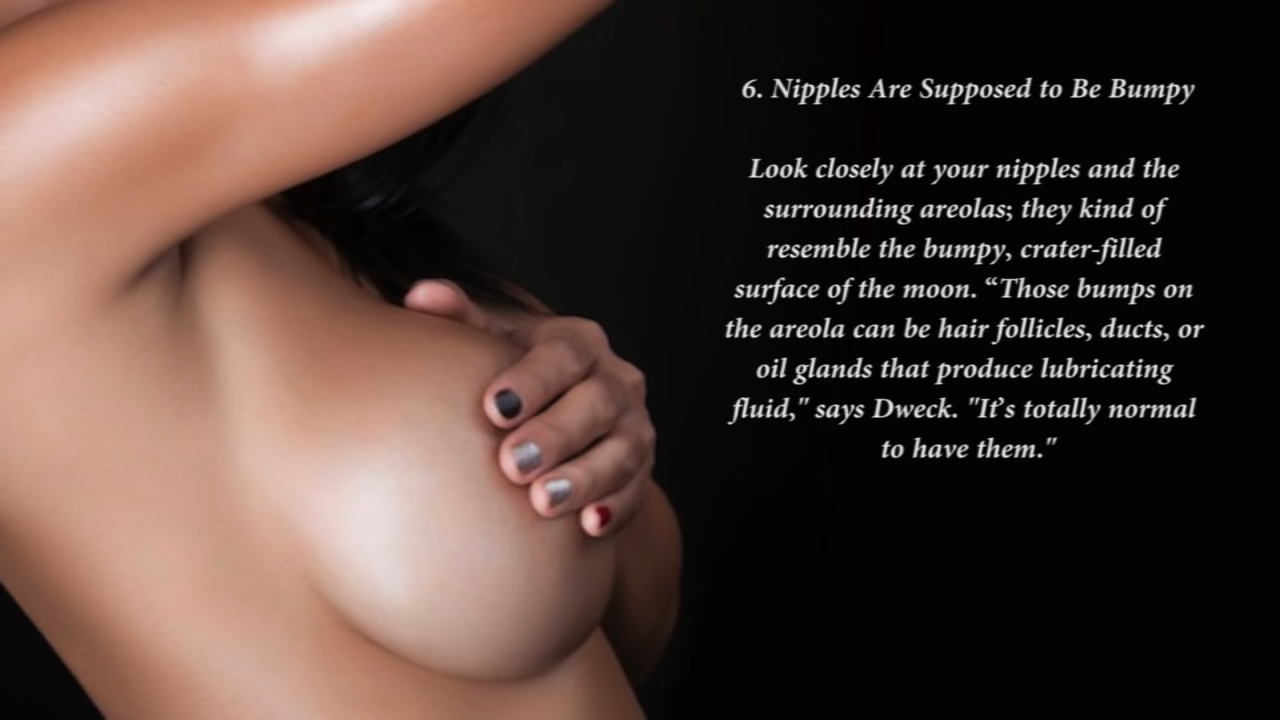 6. Nipples Are Supposed to Be Bumpy
Look closely at your nipples and the
surrounding areolas; they kind of
resemble the bumpy, crater-filled
surface of the moon. “Those bumps on
the areola can be hair follicles, ducts, or
oil glands that produce lubricating
fluid," says Dweck. "It’s totally normal
to have them."